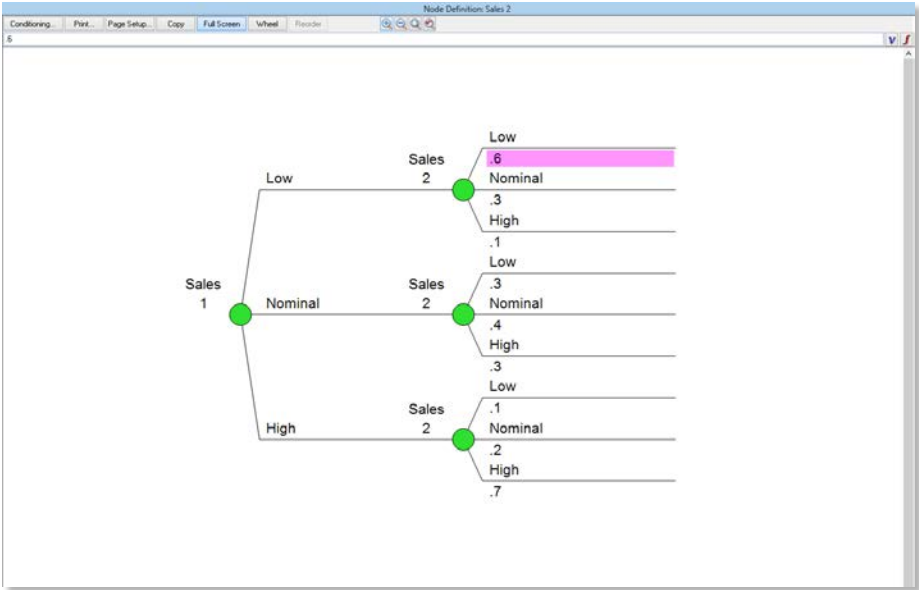 Node Definition: Sales 2
Conditioning... Print... Page Setup... Copy Full Screen Wheel Reorder
.6
Low
.6
Nominal
.3
High
.1
Sales
2
Low
Low
.3
Nominal
.4
High
.3
Sales
1
Nominal
Sales
2
Low
.1
Nominal
.2
High
.7
Sales
2
High